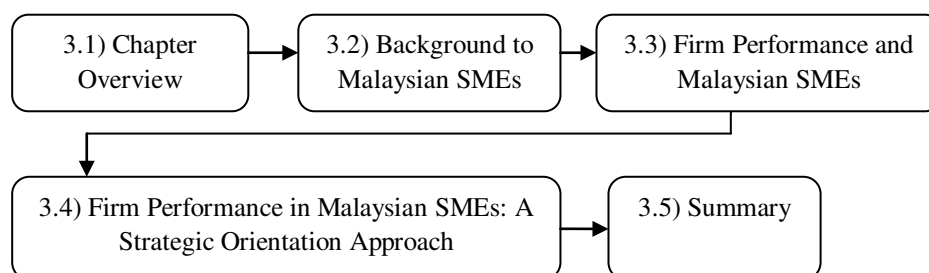 3.1) Chapter
Overview
3.2) Background to
Malaysian SMEs
3.3) Firm Performance and
Malaysian SMEs
3.4) Firm Performance in Malaysian SMEs: A
Strategic Orientation Approach
3.5) Summary